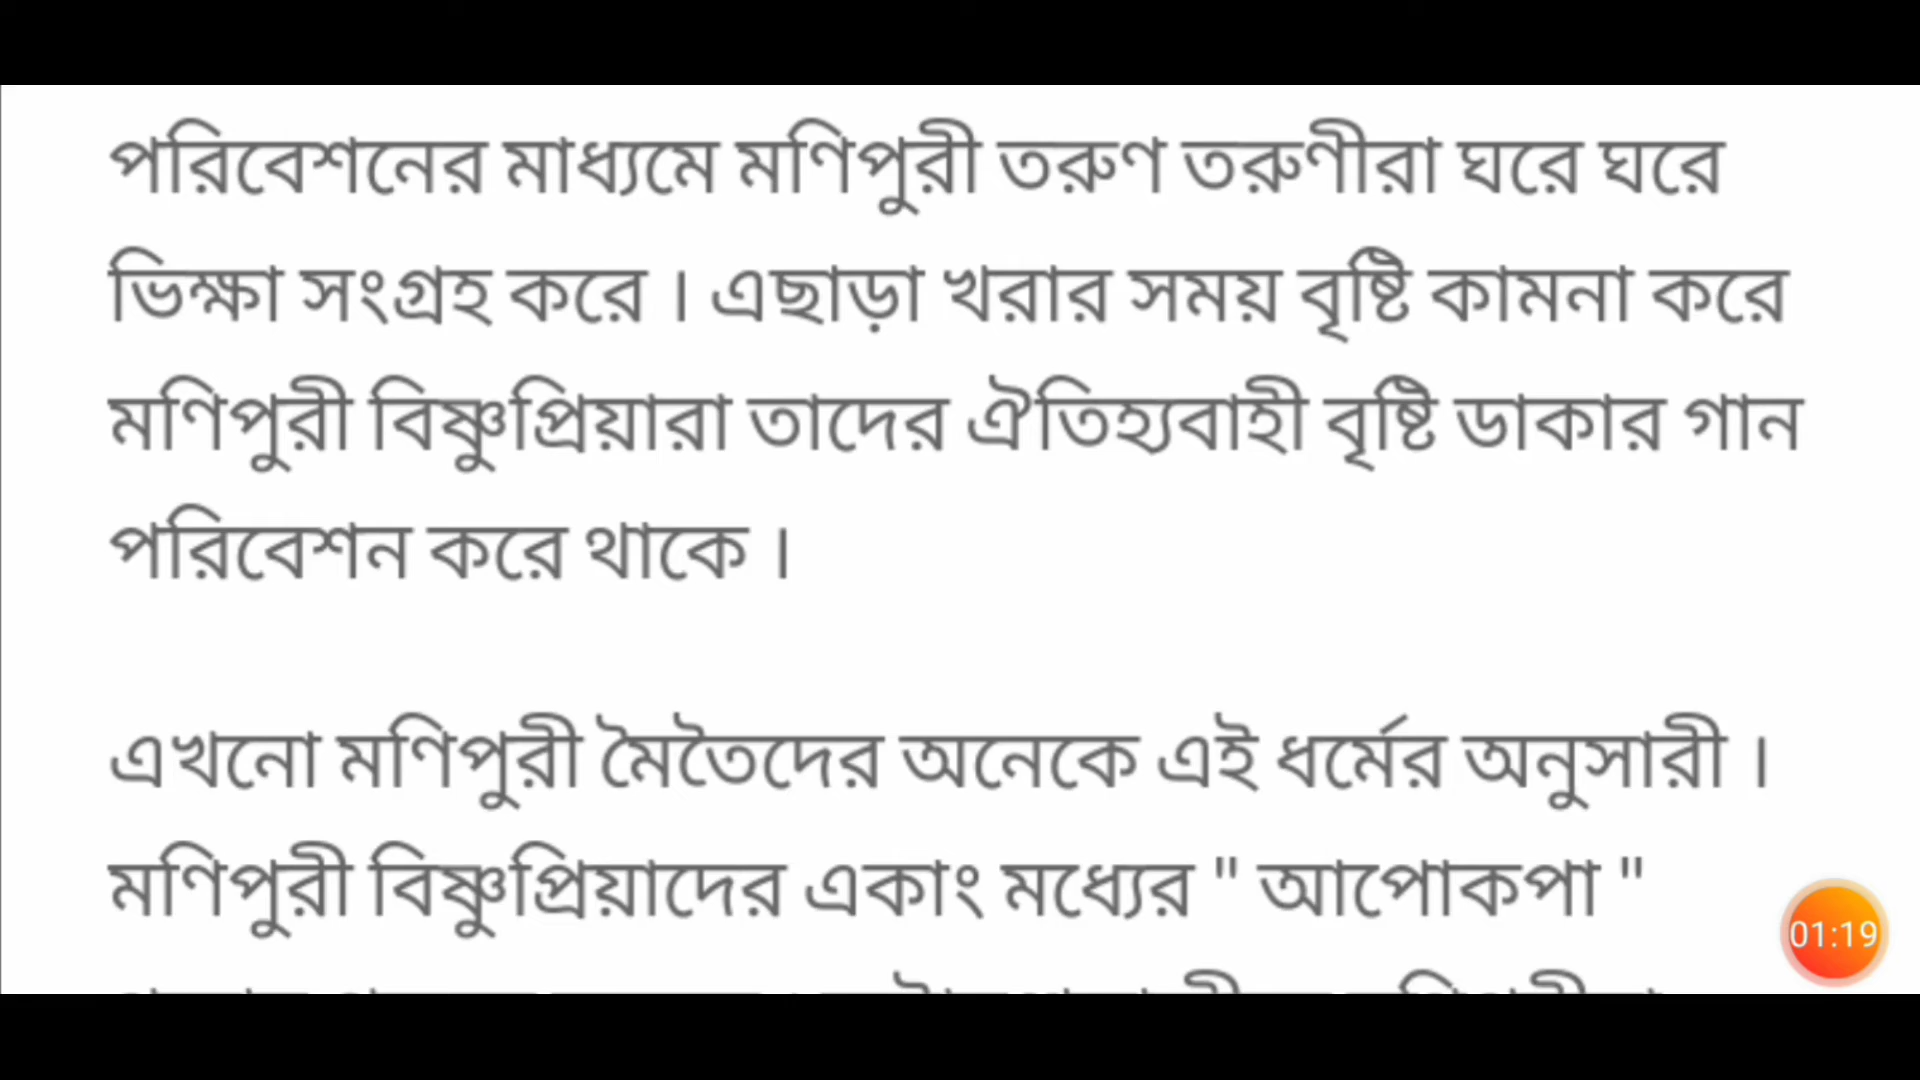 পরিবেশনের মাধ্যমে মণিপুরী তরুণ তরুণীরা ঘরে ঘরে
ভিক্ষা সংগ্রহ করে । এছাড়া খরার সময় বৃষ্টি কামনা করে
মণিপুরী বিষ্ণুপ্রিয়ারা তাদের ঐতিহ্যবাহী বৃষ্টি ডাকার গান
পরিবেশন করে থাকে ।
এখনো মণিপুরী মৈতৈদের অনেকে এই ধর্মের অনুসারী ।
মণিপুরী বিষ্ণুপ্রিয়াদের একাং মধ্যের " আপোকপা "
01:19